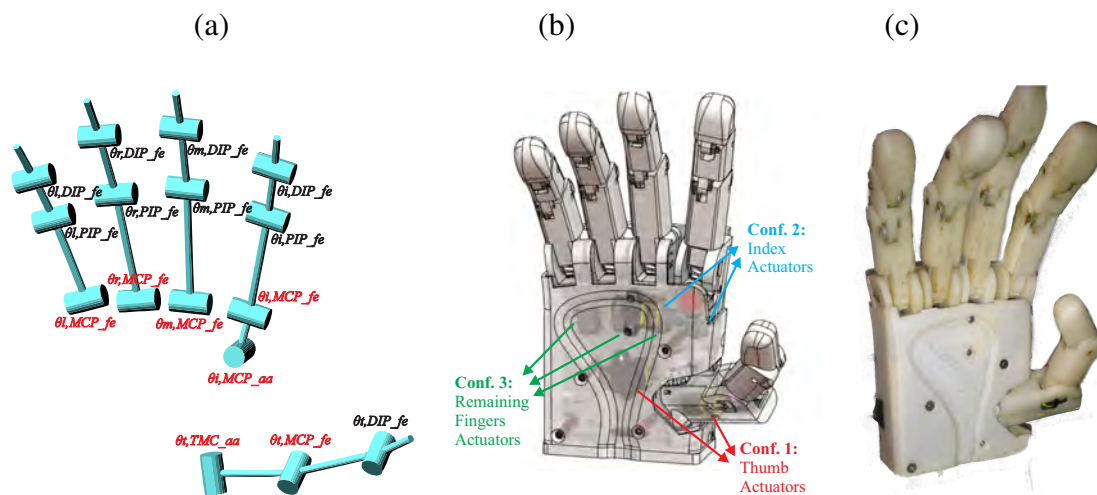 (a)
(b)
(c)
θm,DIP_fe
θr,DIP_fe
θi,DIP_fe
θl,DIP_fe
θr,PIP_fe
θm,PIP_fe
θl,PIP_fe
θi,PIP_fe
θr,MCP_fe
θi,MCP_fe
θl,MCP_fe
θm,MCP_fe
θi,MCP_aa
θt,DIP_fe
θt,TMC_aa
θt,MCP_fe
Conf. 2:
Index
Actuators
Conf. 3:
Remaining
Fingers
Actuators
Conf. 1:
Thumb
Actuators